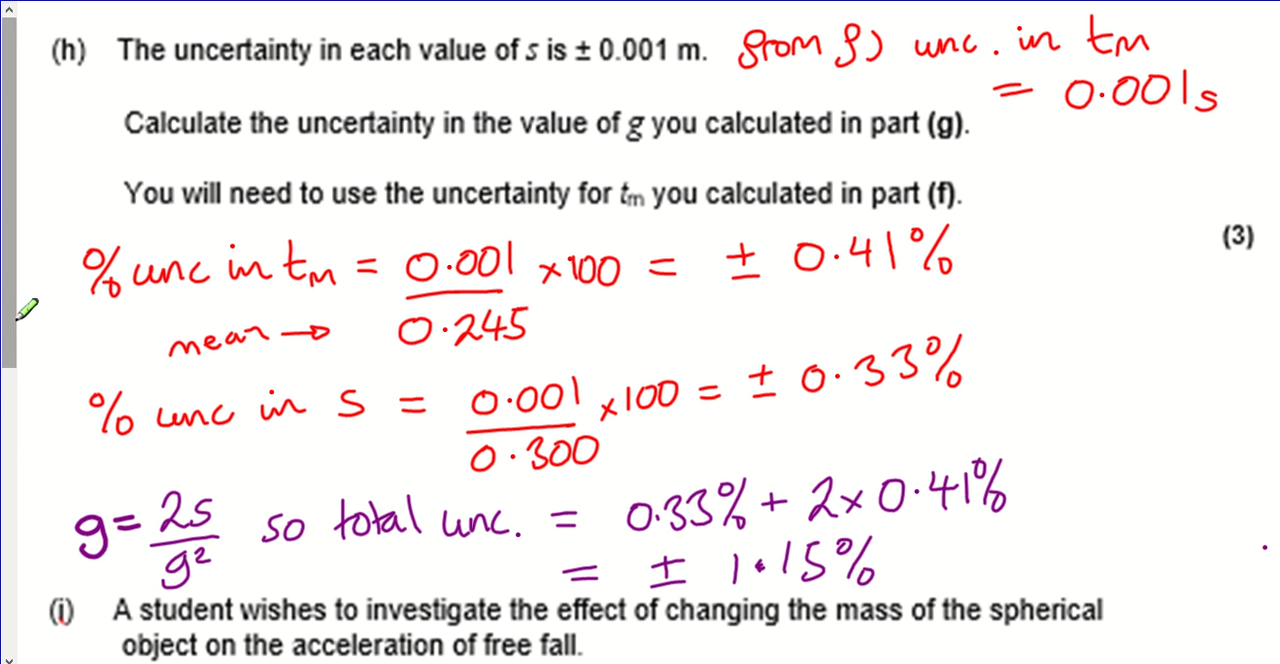 (h) The uncertainty in each value of s is ± 0.001 m. from f) unc. in tM
= 0.001s
Calculate the uncertainty in the value of g you calculated in part (g).
You will need to use the uncertainty for tm you calculated in part (f).
(3)
% unc in tM = 0.001 × 100 = ± 0.41%
mean → 0.245
% unc in s = 0.001 ×100 = ± 0.33%
0.300
g = 2s so total unc. = 0.33% + 2 × 0.41%
g²
= ± 1.15%
(i) A student wishes to investigate the effect of changing the mass of the spherical
object on the acceleration of free fall.